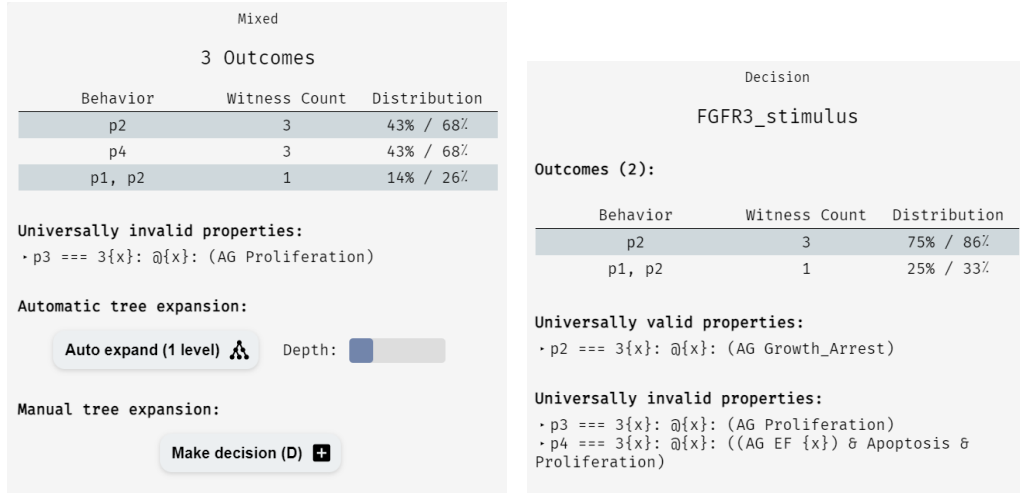 Mixed
3 Outcomes
Behavior Witness Count Distribution
p2 3 43% / 68٪
p4 3 43% / 68٪
p1, p2 1 14% / 26٪
Universally invalid properties:
‣p3 === 3{x}: @{x}: (AG Proliferation)
Automatic tree expansion:
Auto expand (1 level) Depth:
Manual tree expansion:
Make decision (D)
Decision
FGFR3_stimulus
Outcomes (2):
Behavior Witness Count Distribution
p2 3 75% / 86٪
p1, p2 1 25% / 33٪
Universally valid properties:
‣p2 === 3{x}: @{x}: (AG Growth_Arrest)
Universally invalid properties:
‣p3 === 3{x}: @{x}: (AG Proliferation)
‣p4 === 3{x}: @{x}: ((AG EF {x}) & Apoptosis &
Proliferation)